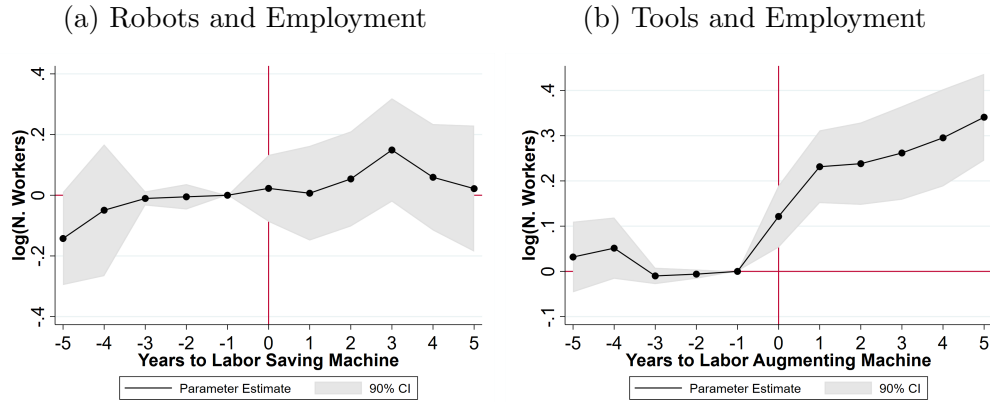 (a) Robots and Employment
(b) Tools and Employment
log(N. Workers)
.4
.2
0
-.2
-.4
-5 -4 -3 -2 -1 0 1 2 3 4 5
Years to Labor Saving Machine
Parameter Estimate 90% CI
log(N. Workers)
.4
.3
.2
.1
0
-.1
-5 -4 -3 -2 -1 0 1 2 3 4 5
Years to Labor Augmenting Machine
Parameter Estimate 90% CI